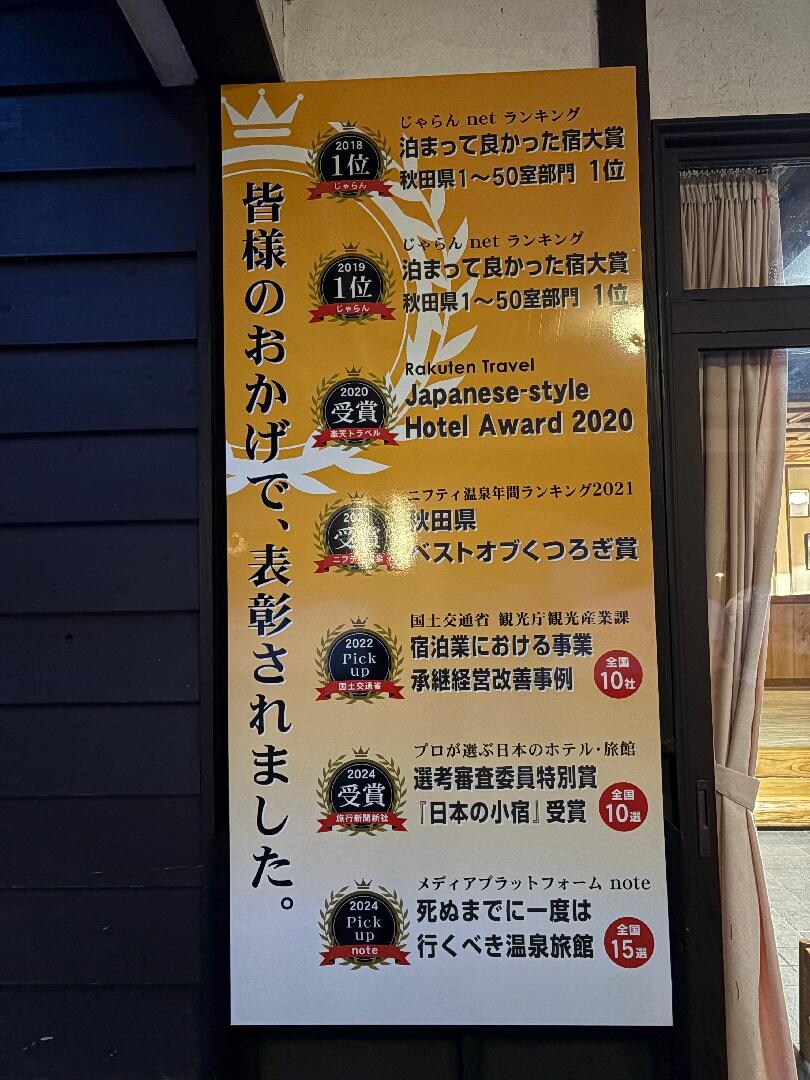 皆様のおかげで、表彰されました。
2018
1位
じゃらん
じゃらん net ランキング
泊まって良かった宿大賞
秋田県1〜50室部門 1位
2019
1位
じゃらん
じゃらん net ランキング
泊まって良かった宿大賞
秋田県1〜50室部門 1位
2020
受賞
楽天トラベル
Rakuten Travel
Japanese-style
Hotel Award 2020
受賞
ニフティ温泉年間ランキング2021
秋田県
ベストオブくつろぎ賞
2022
Pick
up
国土交通省
国土交通省 観光庁観光産業課
宿泊業における事業
承継経営改善事例
全国
10社
2024
受賞
旅行新聞新社
プロが選ぶ日本のホテル・旅館
選考審査委員特別賞
『日本の小宿』受賞
全国
10選
2024
Pick
up
note
メディアプラットフォーム note
死ぬまでに一度は
行くべき温泉旅館
全国
15選